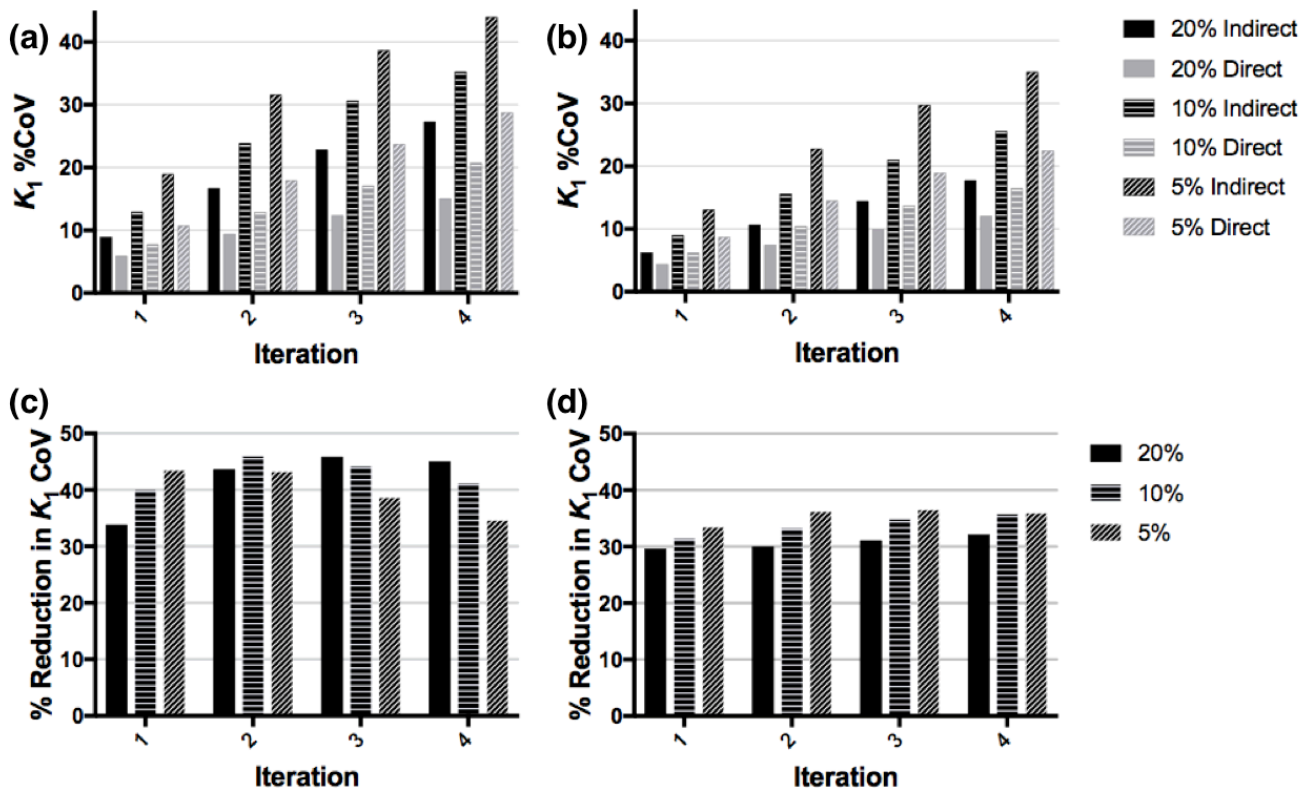 (a)
K1 %CoV
40
30
20
10
0
1 2 3 4
Iteration
(b)
K1 %CoV
40
30
20
10
0
1 2 3 4
Iteration
20% Indirect
20% Direct
10% Indirect
10% Direct
5% Indirect
5% Direct
(c)
% Reduction in K1 CoV
50
40
30
20
10
0
1 2 3 4
Iteration
(d)
% Reduction in K1 CoV
50
40
30
20
10
0
1 2 3 4
Iteration
20%
10%
5%